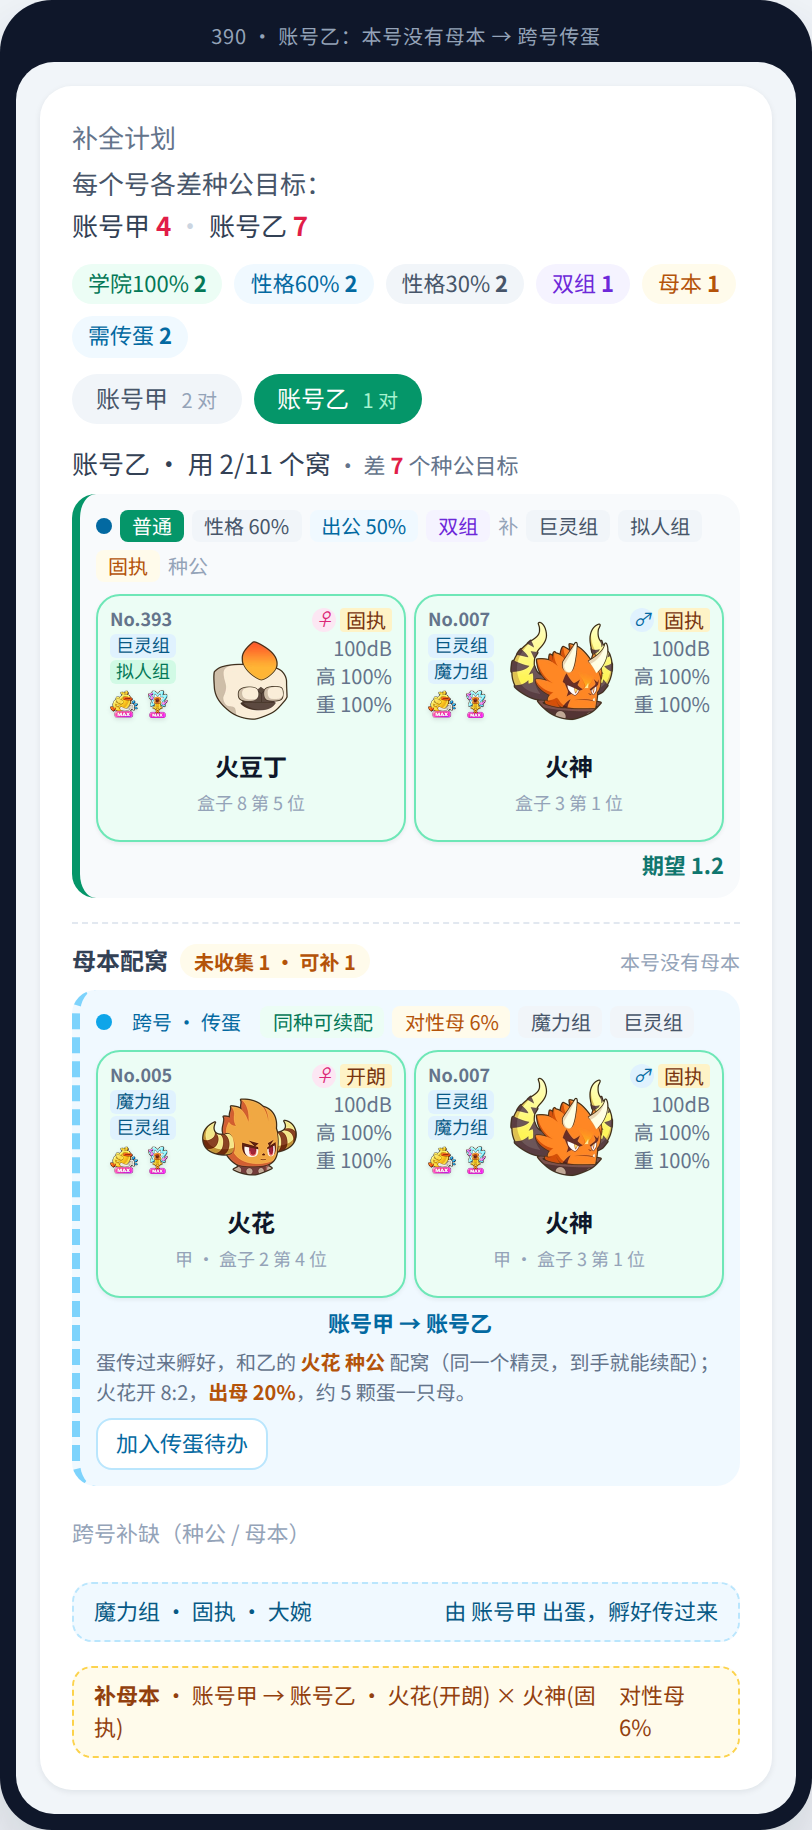 390 · 账号乙：本号没有母本 → 跨号传蛋
补全计划
每个号各差种公目标：
账号甲 4 · 账号乙 7
学院100% 2 性格60% 2 性格30% 2 双组 1 母本 1
需传蛋 2
账号甲 2 对 账号乙 1 对
账号乙 · 用 2/11 个窝 · 差 7 个种公目标
普通 性格 60% 出公 50% 双组 补 巨灵组 拟人组
固执 种公
No.393 ♀ 固执
巨灵组 100dB
拟人组 高 100%
MAX MAX 重 100%
火豆丁
盒子 8 第 5 位
No.007 ♂ 固执
巨灵组 100dB
魔力组 高 100%
MAX MAX 重 100%
火神
盒子 3 第 1 位
期望 1.2
母本配窝 未收集 1 · 可补 1 本号没有母本
跨号 · 传蛋 同种可续配 对性母 6% 魔力组 巨灵组
No.005 ♀ 开朗
魔力组 100dB
巨灵组 高 100%
MAX MAX 重 100%
火花
甲 · 盒子 2 第 4 位
No.007 ♂ 固执
巨灵组 100dB
魔力组 高 100%
MAX MAX 重 100%
火神
甲 · 盒子 3 第 1 位
账号甲 → 账号乙
蛋传过来孵好，和乙的 火花 种公 配窝（同一个精灵，到手就能续配）；
火花开 8:2，出母 20%，约 5 颗蛋一只母。
加入传蛋待办
跨号补缺（种公 / 母本）
魔力组 · 固执 · 大婉 由 账号甲 出蛋，孵好传过来
补母本 · 账号甲 → 账号乙 · 火花(开朗) × 火神(固 对性母
执) 6%